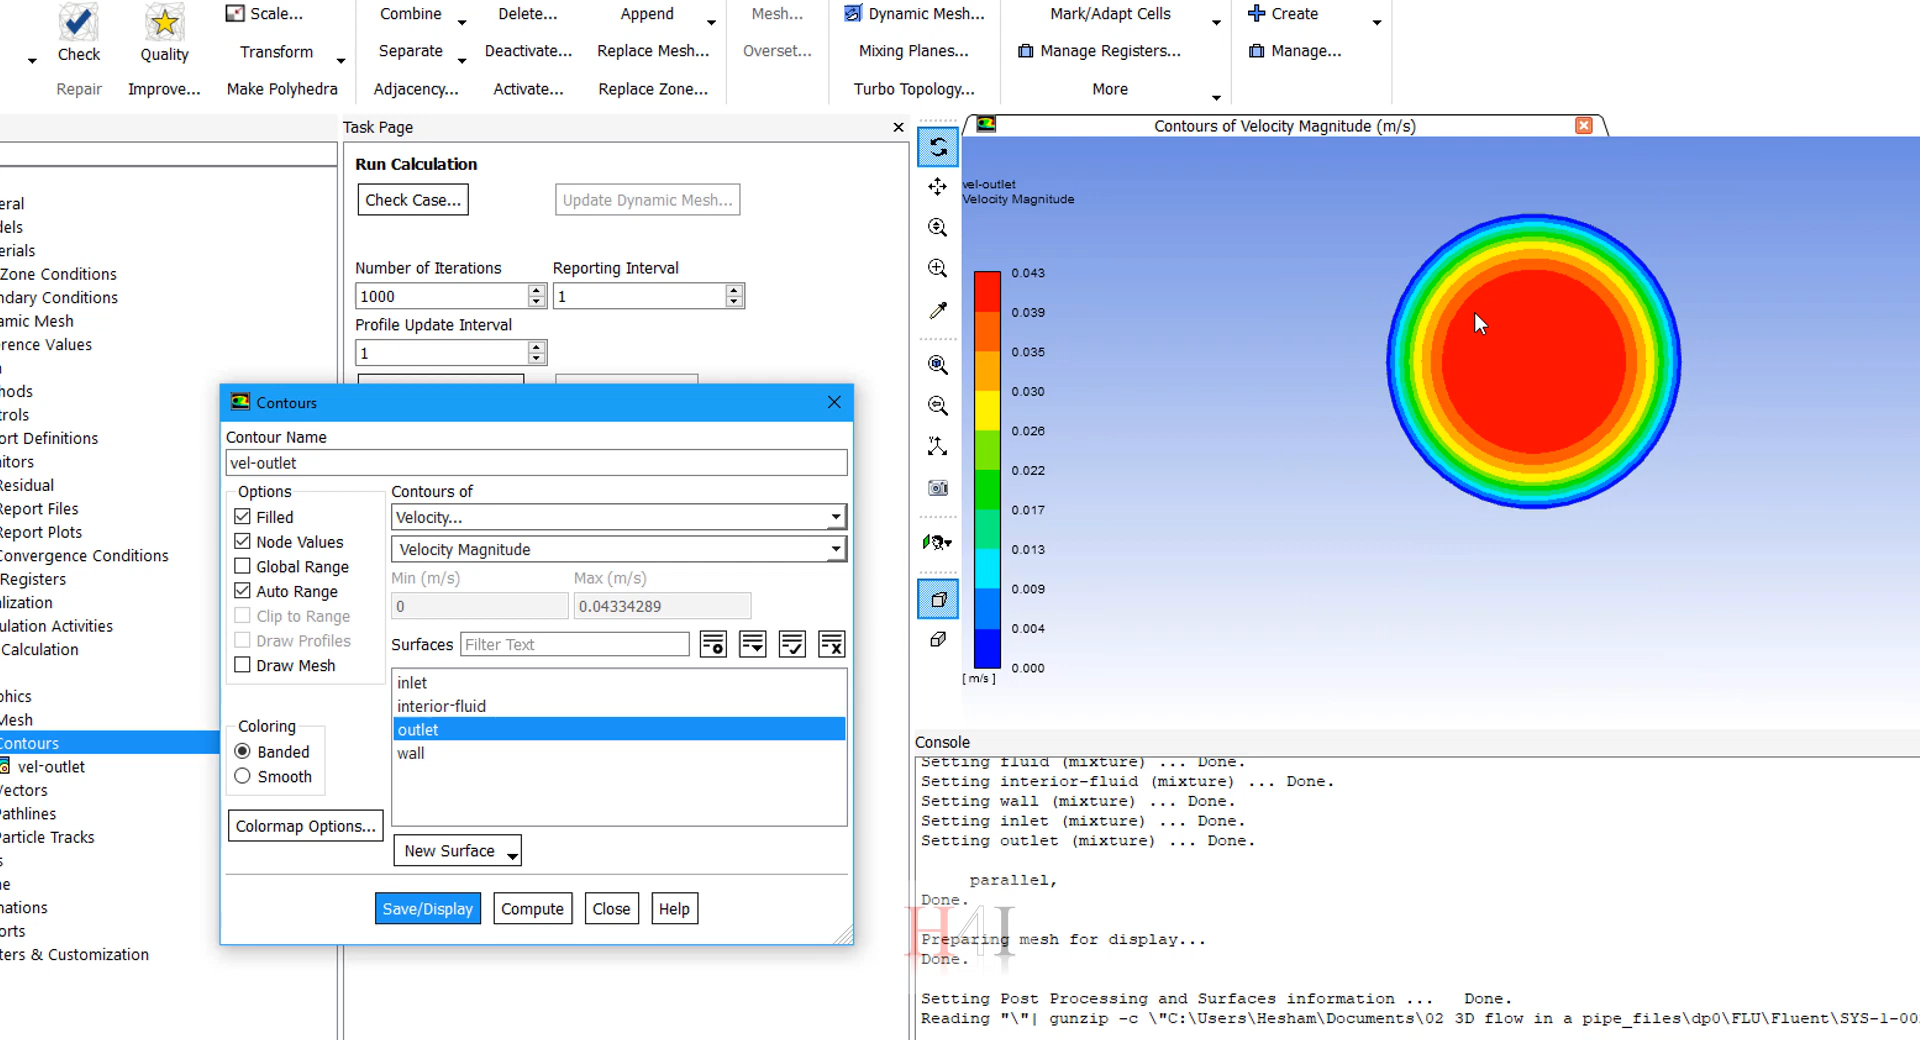 Check
Repair
Quality
Improve...
Scale...
Transform
Make Polyhedra
Combine
Separate
Adjacency...
Delete...
Deactivate...
Activate...
Append
Replace Mesh...
Replace Zone...
Mesh...
Overset...
Dynamic Mesh...
Mixing Planes...
Turbo Topology...
Mark/Adapt Cells
Manage Registers...
More
Create
Manage...
eral
dels
erials
Zone Conditions
ndary Conditions
amic Mesh
erence Values
n
hods
trols
ort Definitions
nitors
Residual
Report Files
Report Plots
Convergence Conditions
Registers
alization
ulation Activities
Calculation
phics
Mesh
Contours
vel-outlet
Vectors
Pathlines
Particle Tracks
s
ne
mations
orts
ters & Customization
Task Page
Run Calculation
Check Case...
Update Dynamic Mesh...
Number of Iterations
Reporting Interval
1000
1
Profile Update Interval
1
Contours
Contour Name
vel-outlet
Options
Filled
Node Values
Global Range
Auto Range
Clip to Range
Draw Profiles
Draw Mesh
Coloring
Banded
Smooth
Colormap Options...
Contours of
Velocity...
Velocity Magnitude
Min (m/s)
Max (m/s)
0
0.04334289
Surfaces
Filter Text
inlet
interior-fluid
outlet
wall
New Surface
Save/Display
Compute
Close
Help
Contours of Velocity Magnitude (m/s)
vel-outlet
Velocity Magnitude
0.043
0.039
0.035
0.030
0.026
0.022
0.017
0.013
0.009
0.004
0.000
[ m/s ]
Console
Setting fluid (mixture) ... Done.
Setting interior-fluid (mixture) ... Done.
Setting wall (mixture) ... Done.
Setting inlet (mixture) ... Done.
Setting outlet (mixture) ... Done.
parallel,
Done.
H4I
Preparing mesh for display...
Done.
Setting Post Processing and Surfaces information ... Done.
Reading "\"| gunzip -c \"C:\Users\Hesham\Documents\02 3D flow in a pipe_files\dp0\FLU\Fluent\SYS-1-00